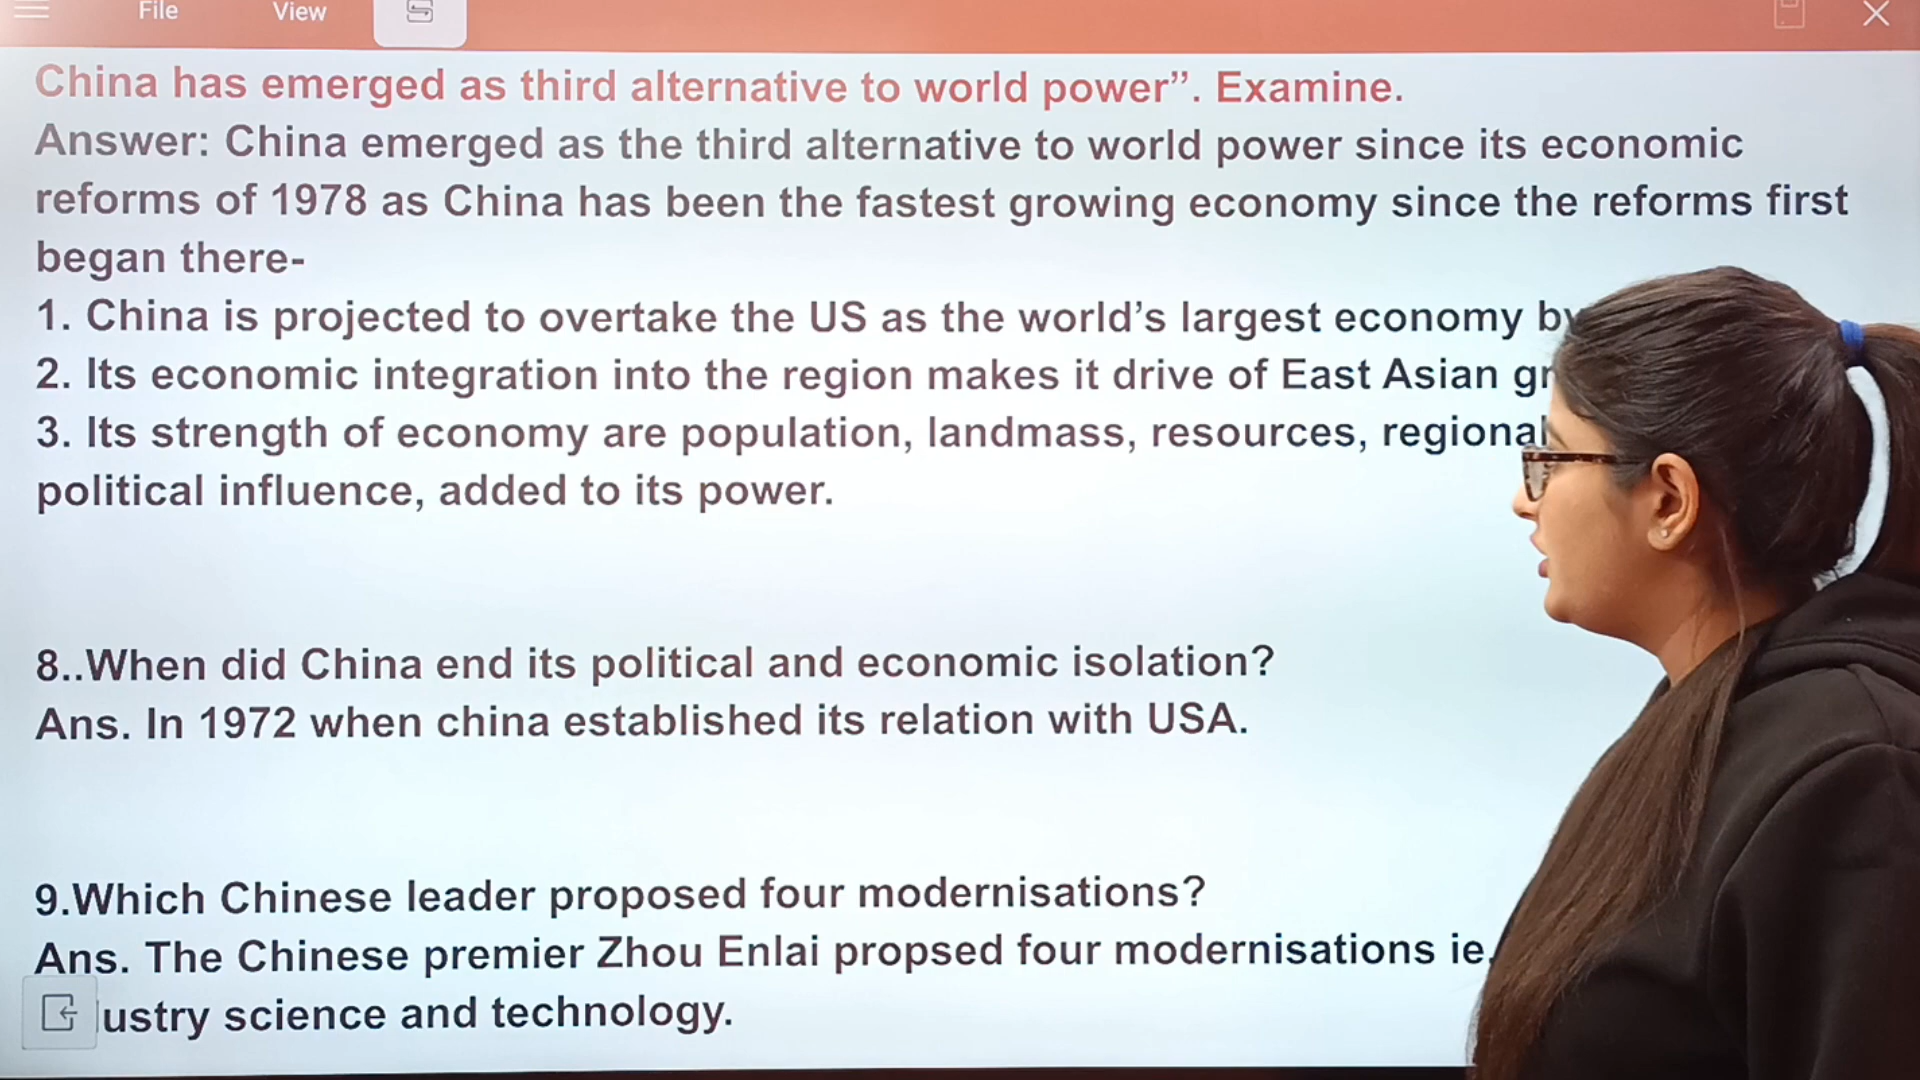 File View
China has emerged as third alternative to world power”. Examine.
Answer: China emerged as the third alternative to world power since its economic
reforms of 1978 as China has been the fastest growing economy since the reforms first
began there-
1. China is projected to overtake the US as the world’s largest economy by
2. Its economic integration into the region makes it drive of East Asian
3. Its strength of economy are population, landmass, resources, regional
political influence, added to its power.
8..When did China end its political and economic isolation?
Ans. In 1972 when china established its relation with USA.
9.Which Chinese leader proposed four modernisations?
Ans. The Chinese premier Zhou Enlai propsed four modernisations ie.
ustry science and technology.